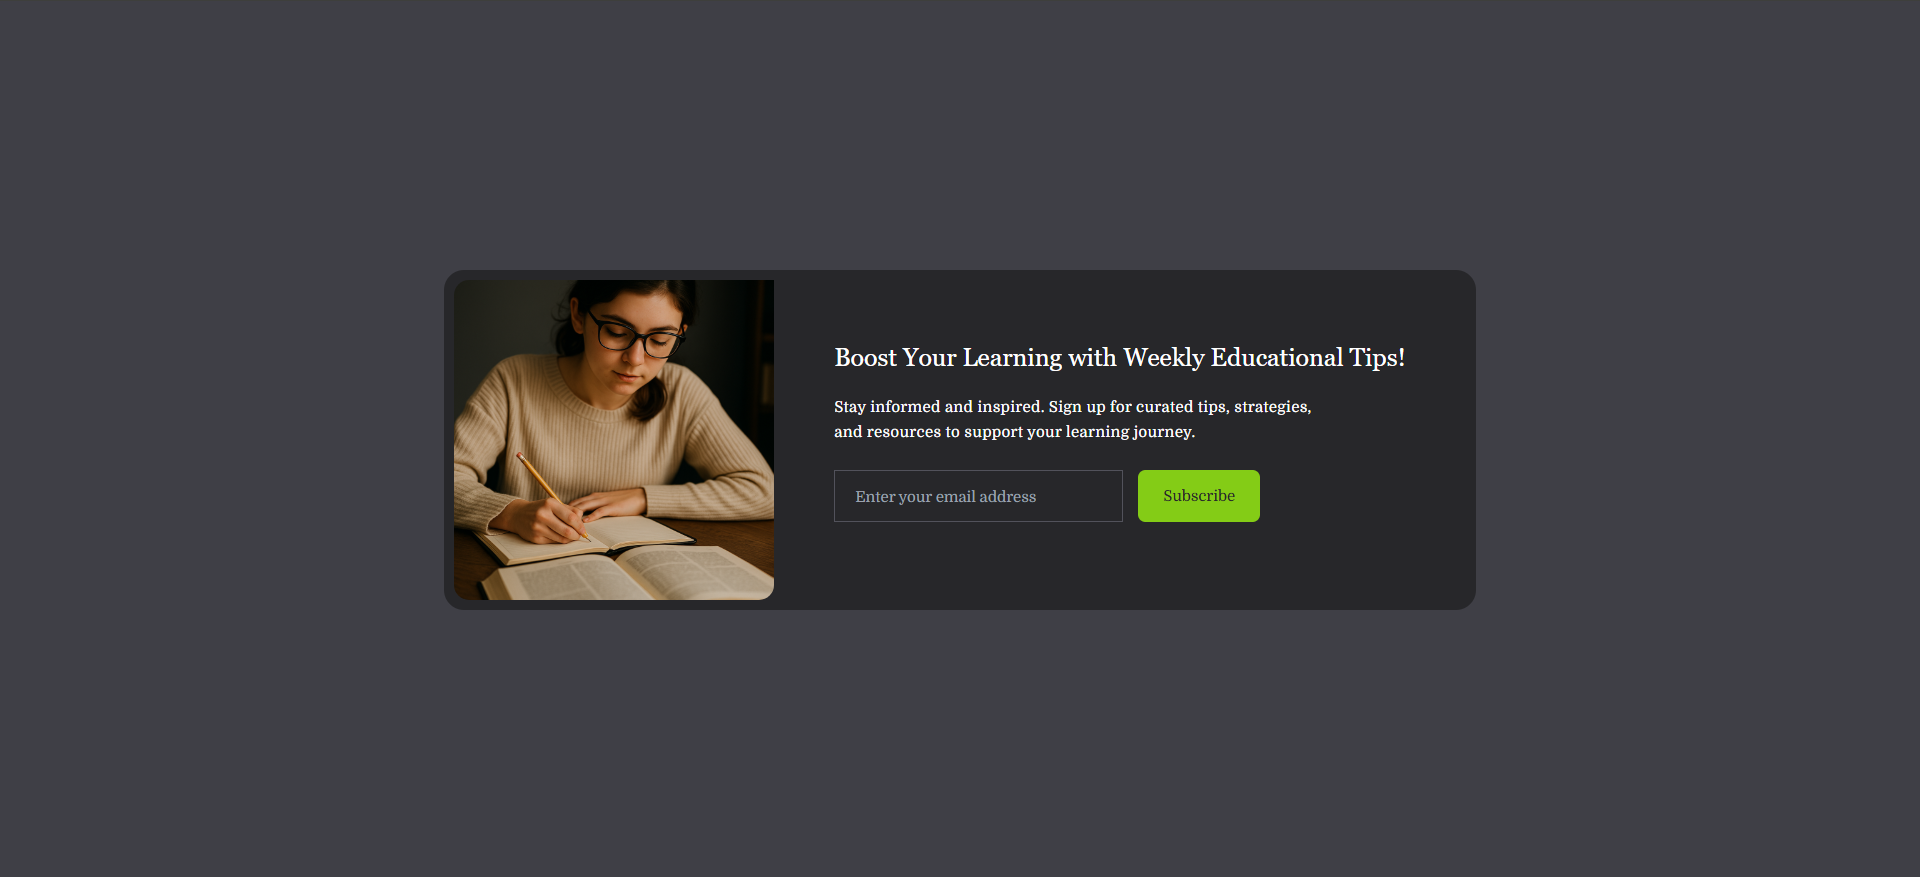 Boost Your Learning with Weekly Educational Tips!
Stay informed and inspired. Sign up for curated tips, strategies,
and resources to support your learning journey.
Enter your email address
Subscribe